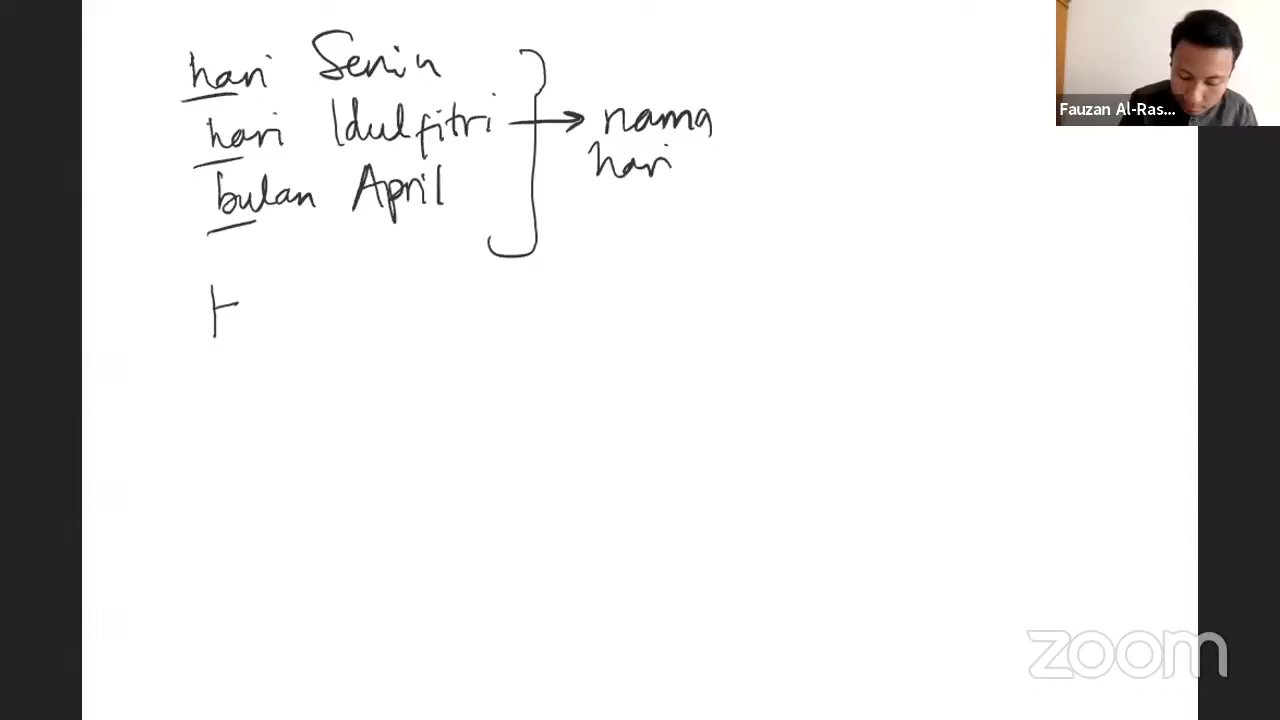 hari Senin
hari Idulfitri → nama
hari
bulan April
Fauzan Al-Ras...
zoom